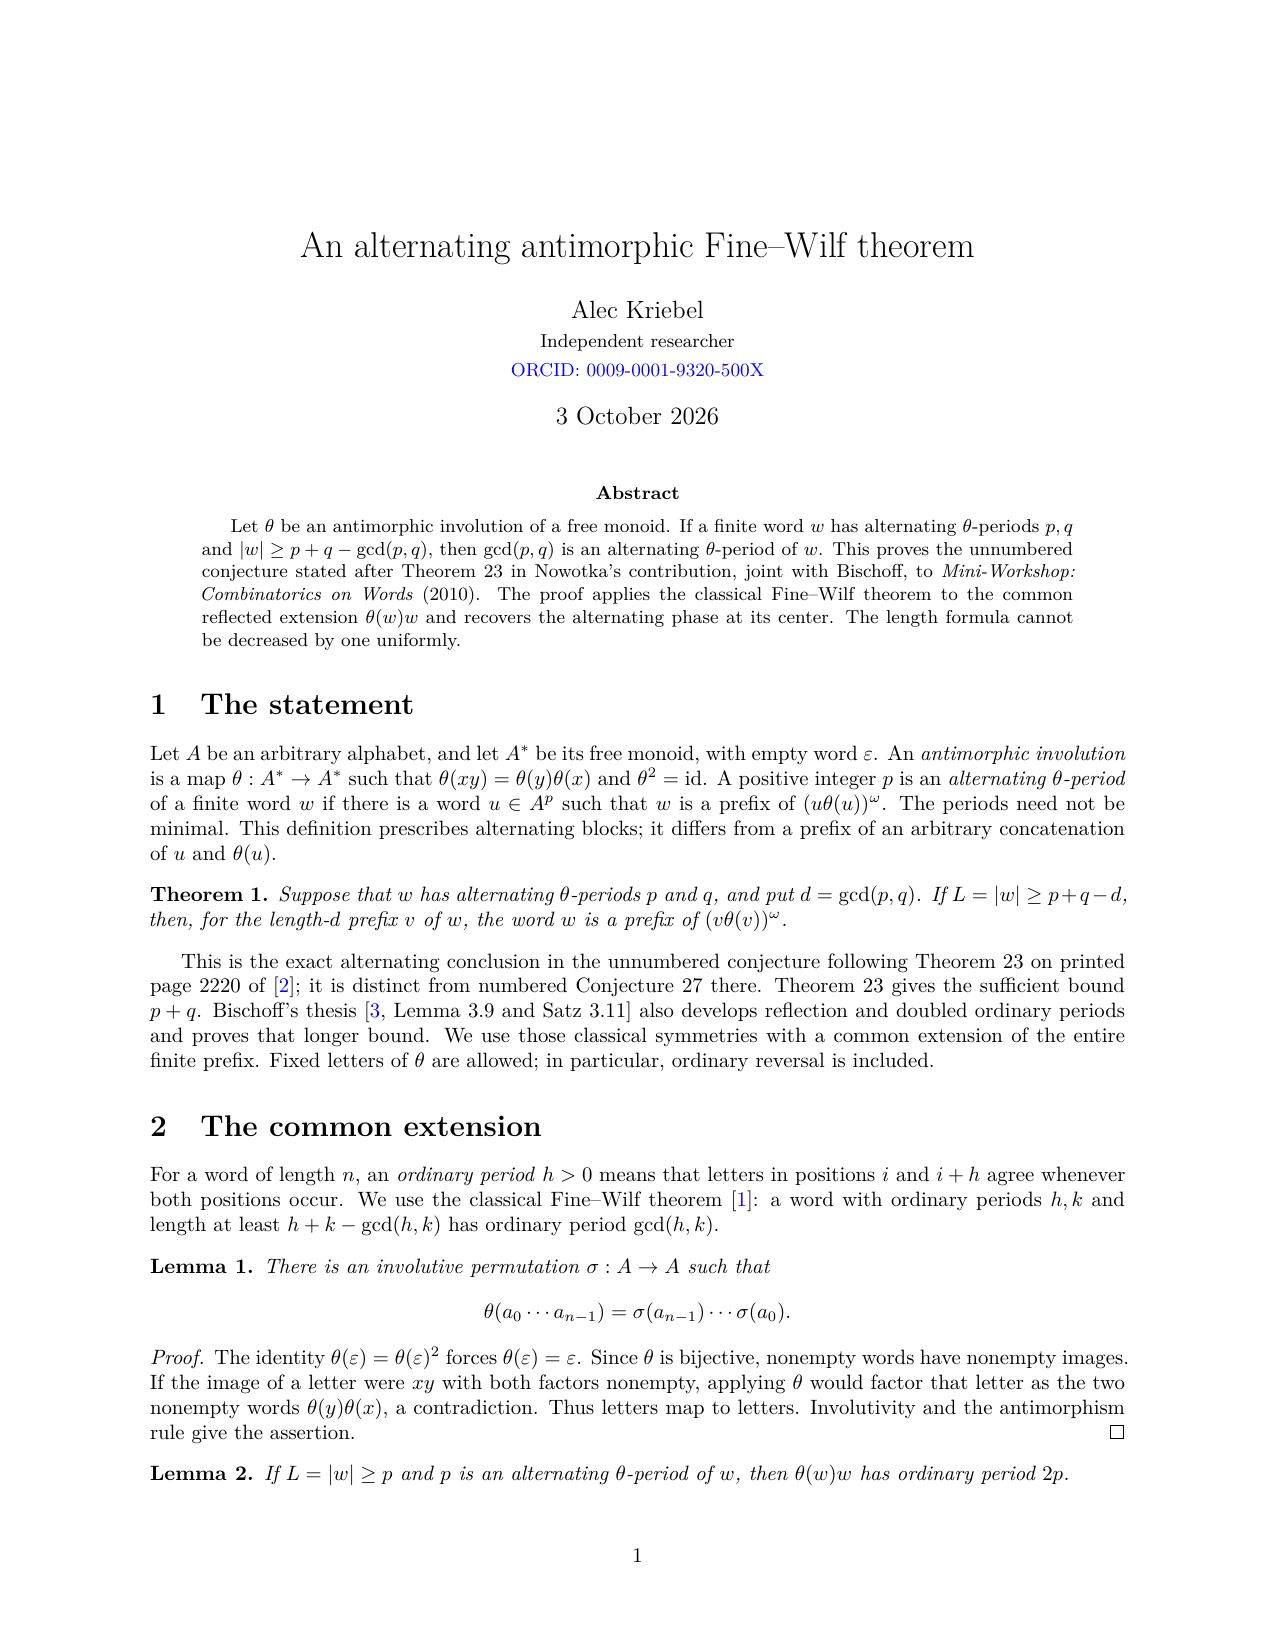 An alternating antimorphic Fine–Wilf theorem
Alec Kriebel
Independent researcher
ORCID: 0009-0001-9320-500X
3 October 2026
Abstract
Let θ be an antimorphic involution of a free monoid. If a finite word w has alternating θ-periods p, q
and |w| ≥ p + q − gcd(p, q), then gcd(p, q) is an alternating θ-period of w. This proves the unnumbered
conjecture stated after Theorem 23 in Nowotka's contribution, joint with Bischoff, to Mini-Workshop:
Combinatorics on Words (2010). The proof applies the classical Fine–Wilf theorem to the common
reflected extension θ(w)w and recovers the alternating phase at its center. The length formula cannot
be decreased by one uniformly.
1 The statement
Let A be an arbitrary alphabet, and let A* be its free monoid, with empty word ε. An antimorphic involution
is a map θ : A* → A* such that θ(xy) = θ(y)θ(x) and θ² = id. A positive integer p is an alternating θ-period
of a finite word w if there is a word u ∈ Aᵖ such that w is a prefix of (uθ(u))^ω. The periods need not be
minimal. This definition prescribes alternating blocks; it differs from a prefix of an arbitrary concatenation
of u and θ(u).
Theorem 1. Suppose that w has alternating θ-periods p and q, and put d = gcd(p, q). If L = |w| ≥ p+q−d,
then, for the length-d prefix v of w, the word w is a prefix of (vθ(v))^ω.
This is the exact alternating conclusion in the unnumbered conjecture following Theorem 23 on printed
page 2220 of [2]; it is distinct from numbered Conjecture 27 there. Theorem 23 gives the sufficient bound
p + q. Bischoff's thesis [3, Lemma 3.9 and Satz 3.11] also develops reflection and doubled ordinary periods
and proves that longer bound. We use those classical symmetries with a common extension of the entire
finite prefix. Fixed letters of θ are allowed; in particular, ordinary reversal is included.
2 The common extension
For a word of length n, an ordinary period h > 0 means that letters in positions i and i + h agree whenever
both positions occur. We use the classical Fine–Wilf theorem [1]: a word with ordinary periods h, k and
length at least h + k − gcd(h, k) has ordinary period gcd(h, k).
Lemma 1. There is an involutive permutation σ : A → A such that
θ(a₀ ··· aₙ₋₁) = σ(aₙ₋₁) ··· σ(a₀).
Proof. The identity θ(ε) = θ(ε)² forces θ(ε) = ε. Since θ is bijective, nonempty words have nonempty images.
If the image of a letter were xy with both factors nonempty, applying θ would factor that letter as the two
nonempty words θ(y)θ(x), a contradiction. Thus letters map to letters. Involutivity and the antimorphism
rule give the assertion. □
Lemma 2. If L = |w| ≥ p and p is an alternating θ-period of w, then θ(w)w has ordinary period 2p.
1